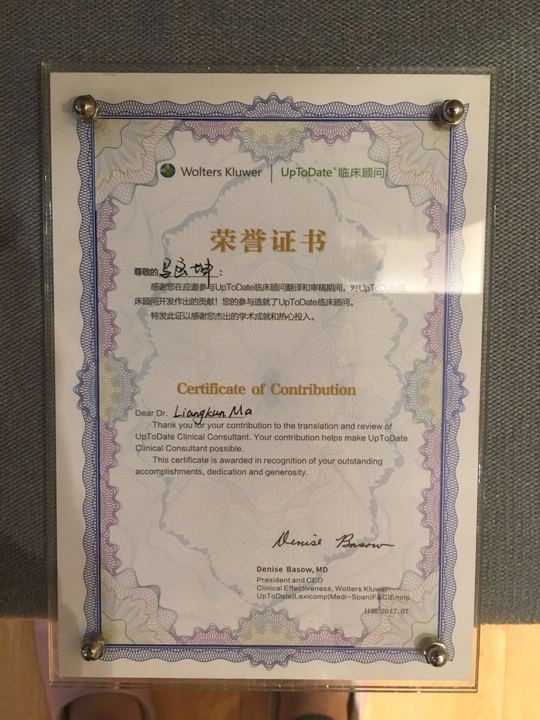 Wolters Kluwer | UpToDate®临床顾问
荣誉证书
尊敬的马良坤：
感谢您在应邀参与UpToDate临床顾问翻译和审稿期间，对UpToDate临
床顾问开发作出的贡献！您的参与造就了UpToDate临床顾问。
特发此证以感谢您杰出的学术成就和热心投入。
Certificate of Contribution
Dear Dr. Liangkun Ma
Thank you for your contribution to the translation and review of
UpToDate Clinical Consultant. Your contribution helps make UpToDate
Clinical Consultant possible.
This certificate is awarded in recognition of your outstanding
accomplishments, dedication and generosity.
Denise Basow
Denise Basow, MD
President and CEO
Clinical Effectiveness, Wolters Kluwer
UpToDate|Lexicomp|Medi-Span|F&C|Emmi
日期:2017.07